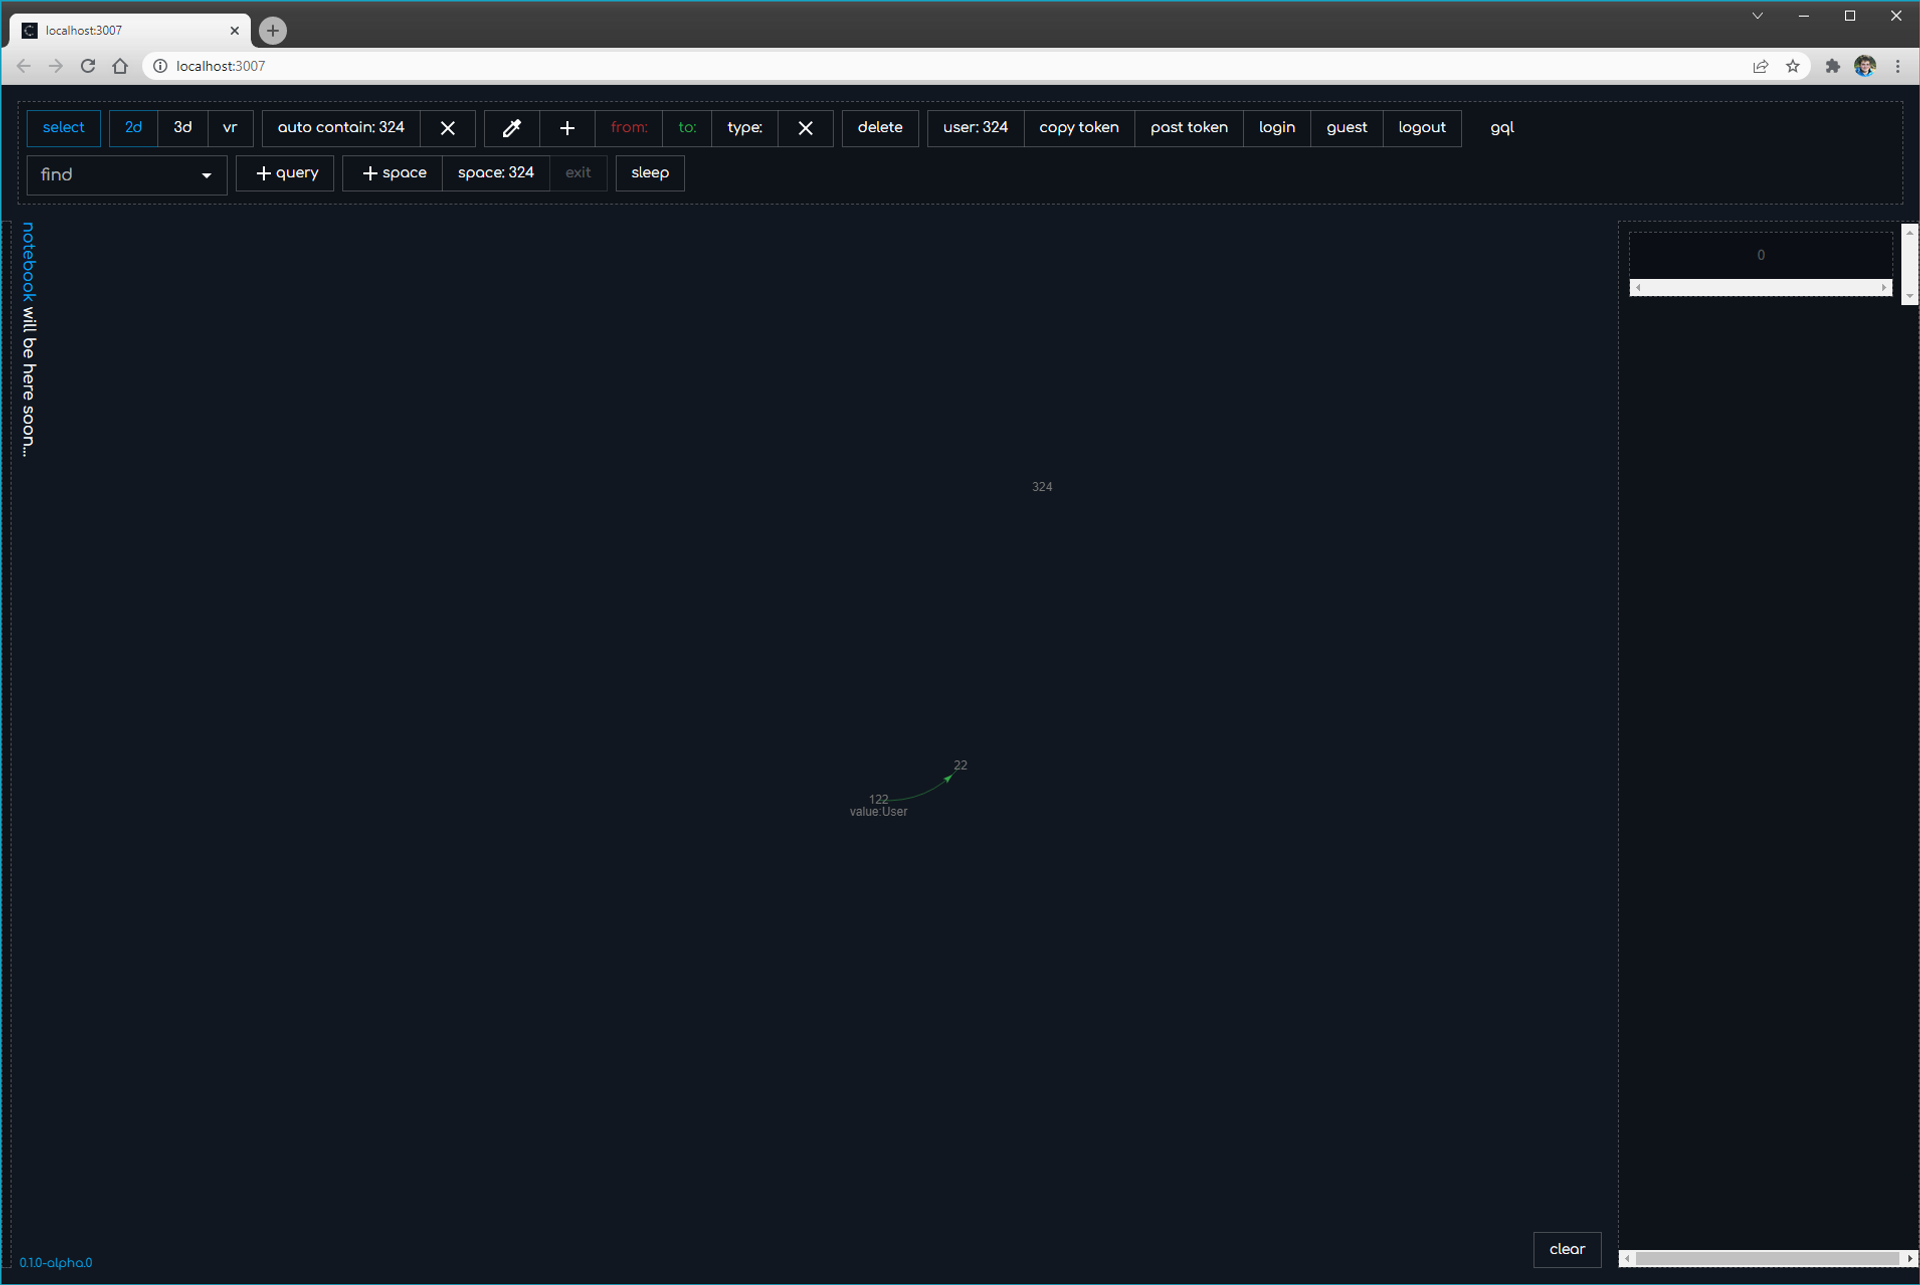 localhost:3007
localhost:3007
select 2d 3d vr auto contain: 324 from: to: type: delete user: 324 copy token past token login guest logout gql
find query space space: 324 exit sleep
notebook will be here soon...
0
324
22
122
value:User
clear
0.1.0-alpha.0